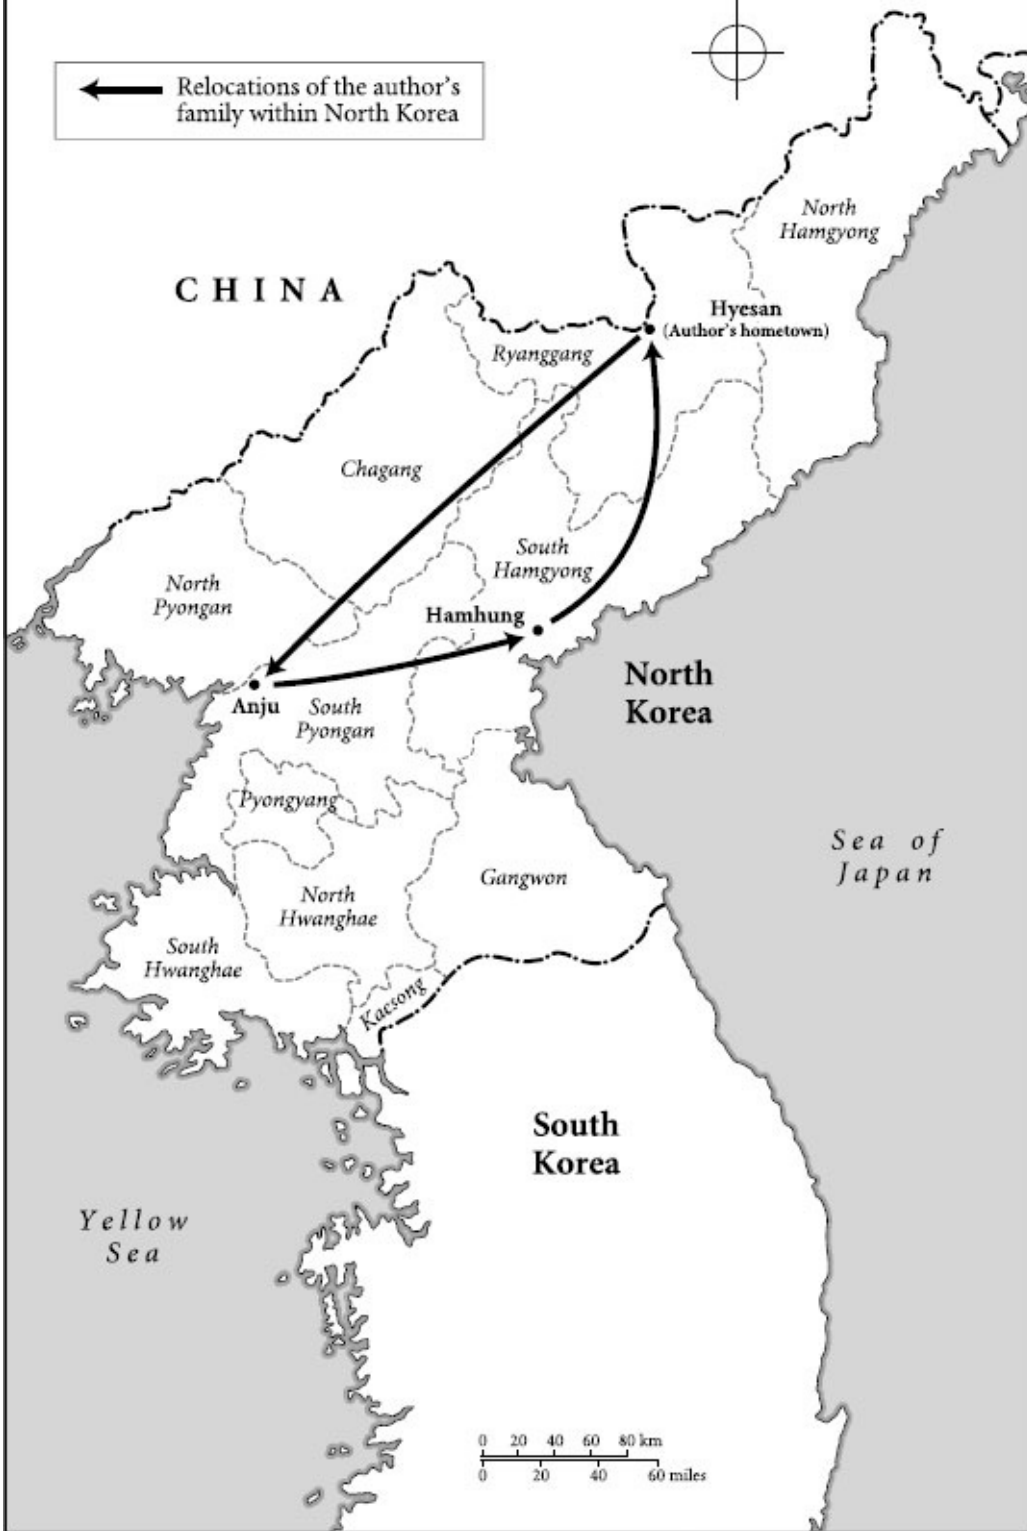 Relocations of the author's
family within North Korea
CHINA
North
Hamgyong
Hyesan
(Author's hometown)
Ryanggang
Chagang
South
Hamgyong
North
Pyongan
Hamhung
North
Korea
Anju
South
Pyongan
Pyongyang
Sea of
Japan
Gangwon
North
Hwanghae
South
Hwanghae
Kaesong
South
Korea
Yellow
Sea
0 20 40 60 80 km
0 20 40 60 miles